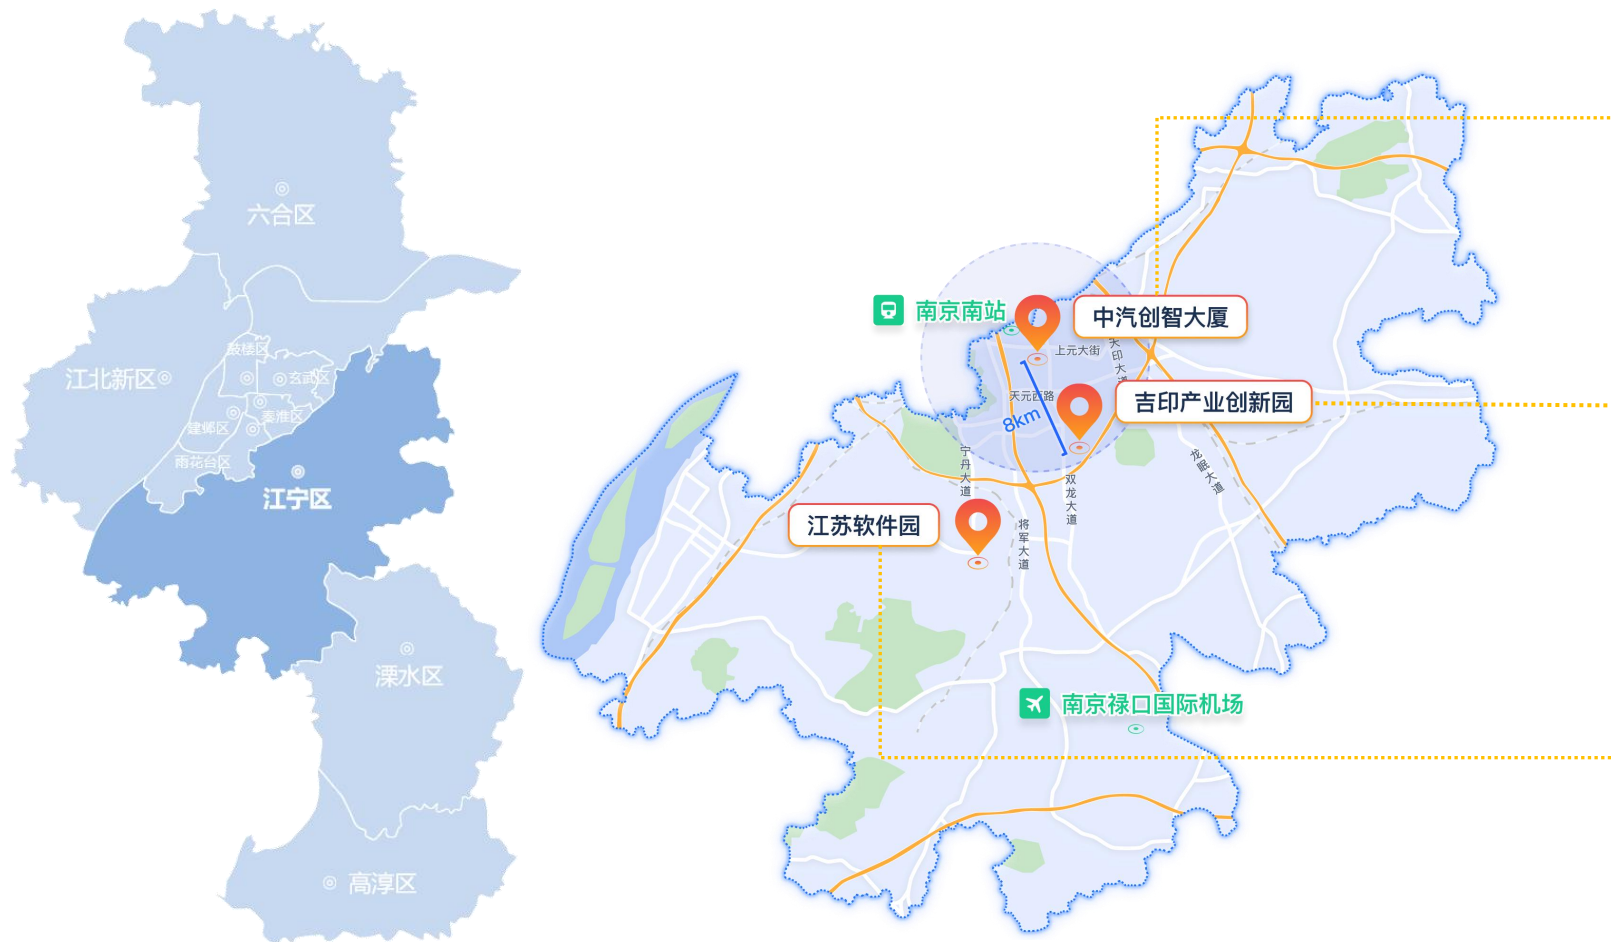 六合区
鼓楼区
江北新区
玄武区
秦淮区
建邺区
雨花台区
江宁区
溧水区
高淳区
南京南站
中汽创智大厦
上元大街
天印大道
天元西路
吉印产业创新园
8km
宁丹大道
双龙大道
龙眠大道
江苏软件园
将军大道
南京禄口国际机场